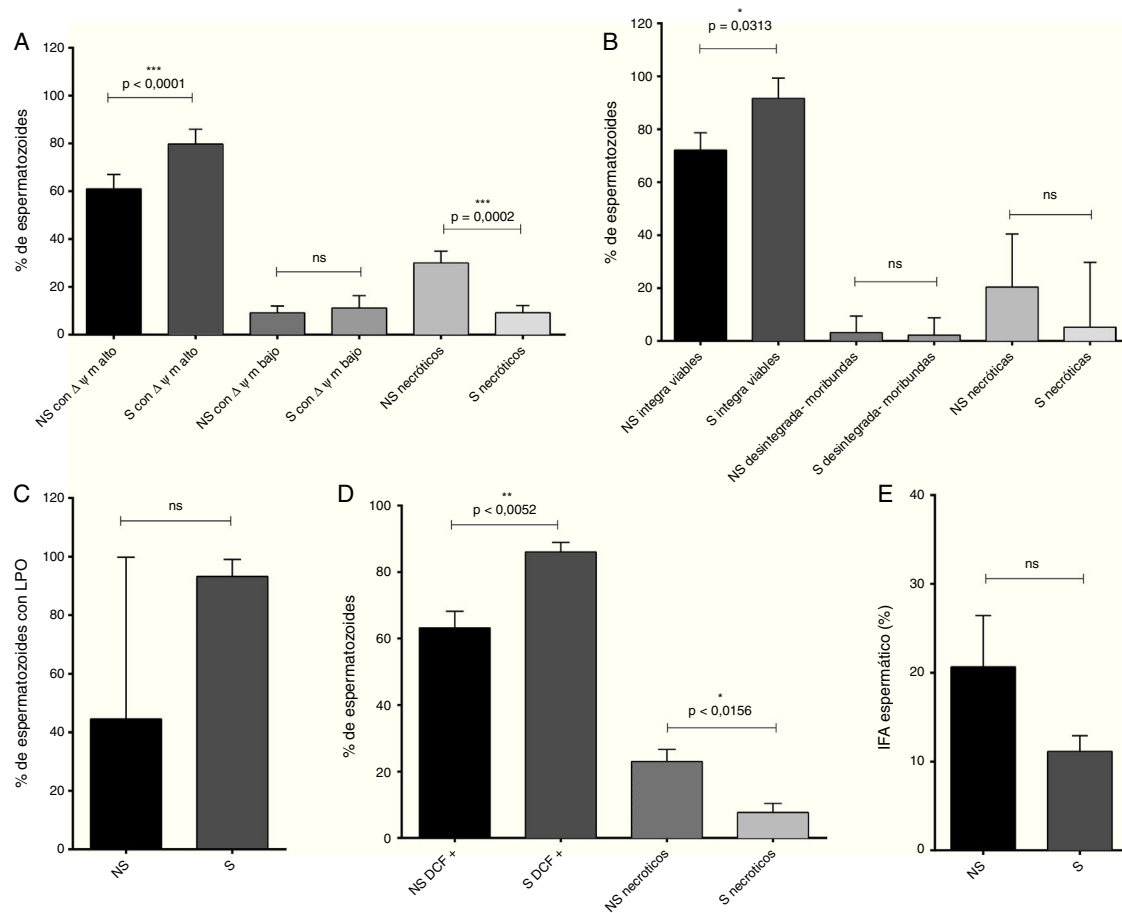 A
% de espermatozoides
120
100
80
60
40
20
0
***
p < 0,0001
ns
***
p = 0,0002
NS con Δ ψ m alto
S con Δ ψ m alto
NS con Δ ψ m bajo
S con Δ ψ m bajo
NS necróticos
S necróticos
B
% de espermatozoides
120
100
80
60
40
20
0
*
p = 0,0313
ns
ns
NS integra viables
S integra viables
NS desintegrada- moribundas
S desintegrada- moribundas
NS necróticas
S necróticas
C
% de espermatozoides con LPO
120
100
80
60
40
20
0
ns
NS
S
D
% de espermatozoides
100
80
60
40
20
0
**
p < 0,0052
*
p < 0,0156
NS DCF +
S DCF +
NS necroticos
S necroticos
E
IFA espermático (%)
40
30
20
10
0
ns
NS
S